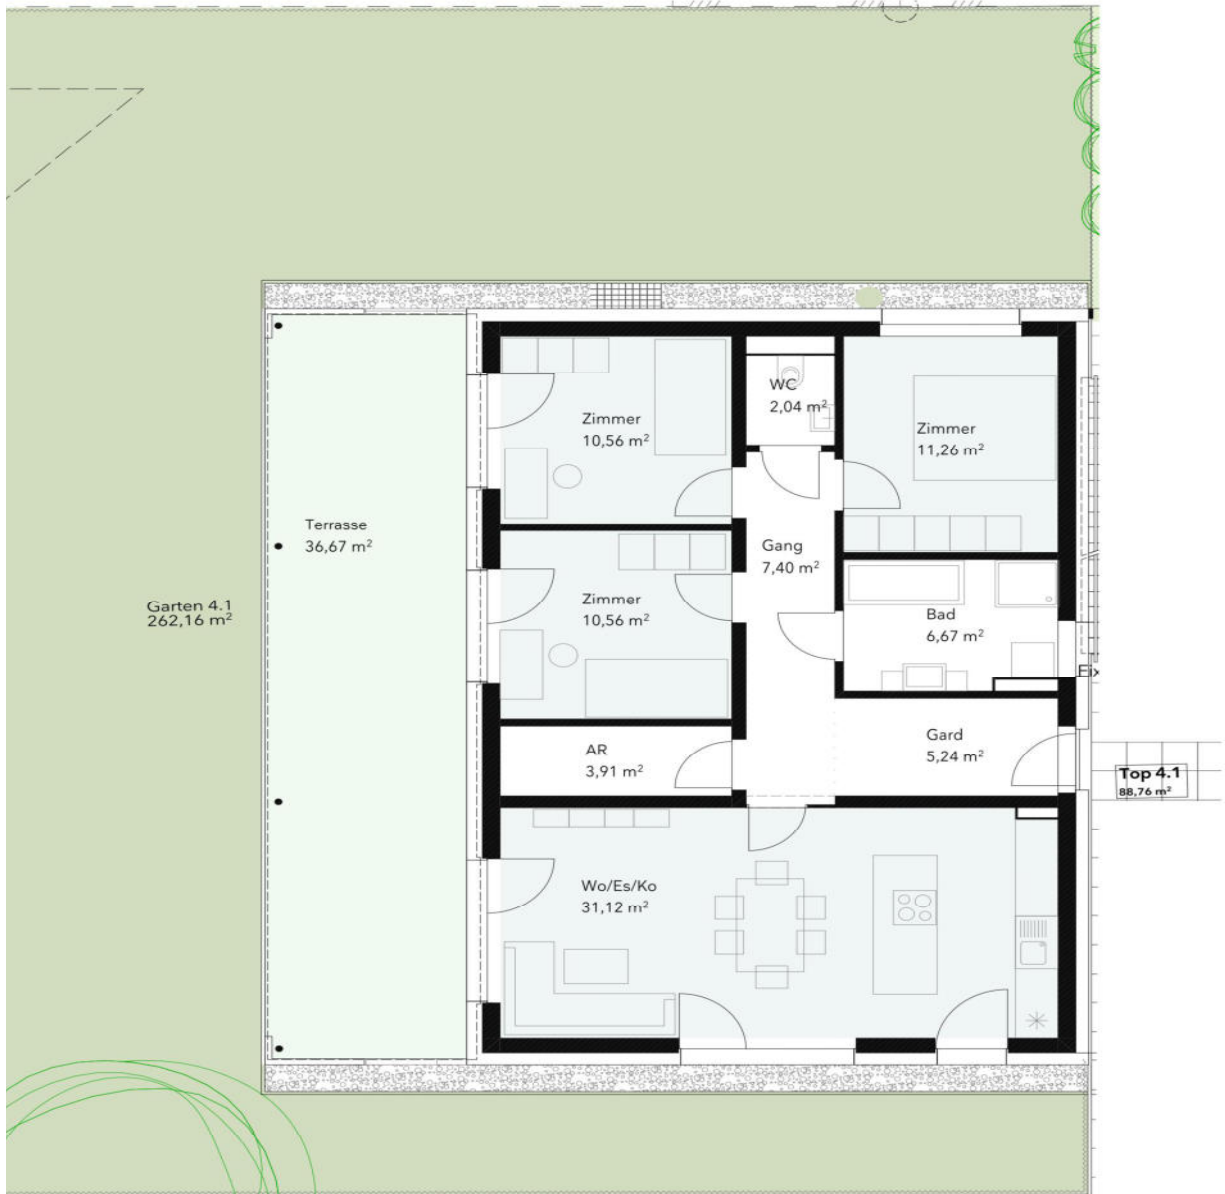 WC
2,04 m²
Zimmer
10,56 m²
Zimmer
11,26 m²
Terrasse
36,67 m²
Gang
7,40 m²
Garten 4.1
262,16 m²
Zimmer
10,56 m²
Bad
6,67 m²
Fix
AR
3,91 m²
Gard
5,24 m²
Top 4.1
88,76 m²
Wo/Es/Ko
31,12 m²